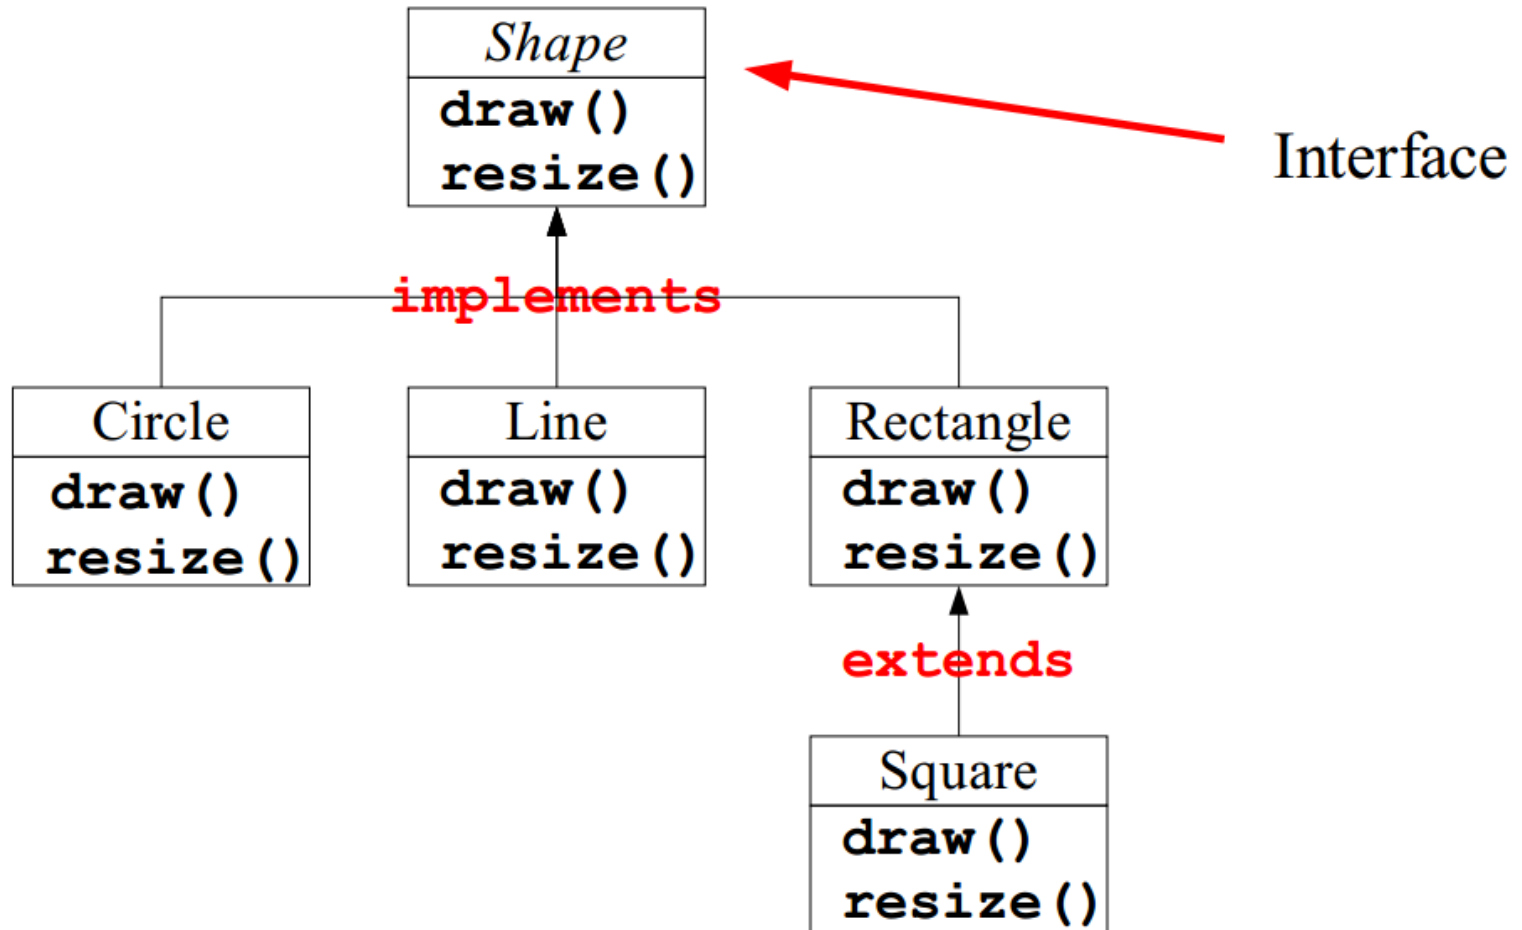 Shape
draw()
resize()
Interface
implements
Circle
draw()
resize()
Line
draw()
resize()
Rectangle
draw()
resize()
extends
Square
draw()
resize()